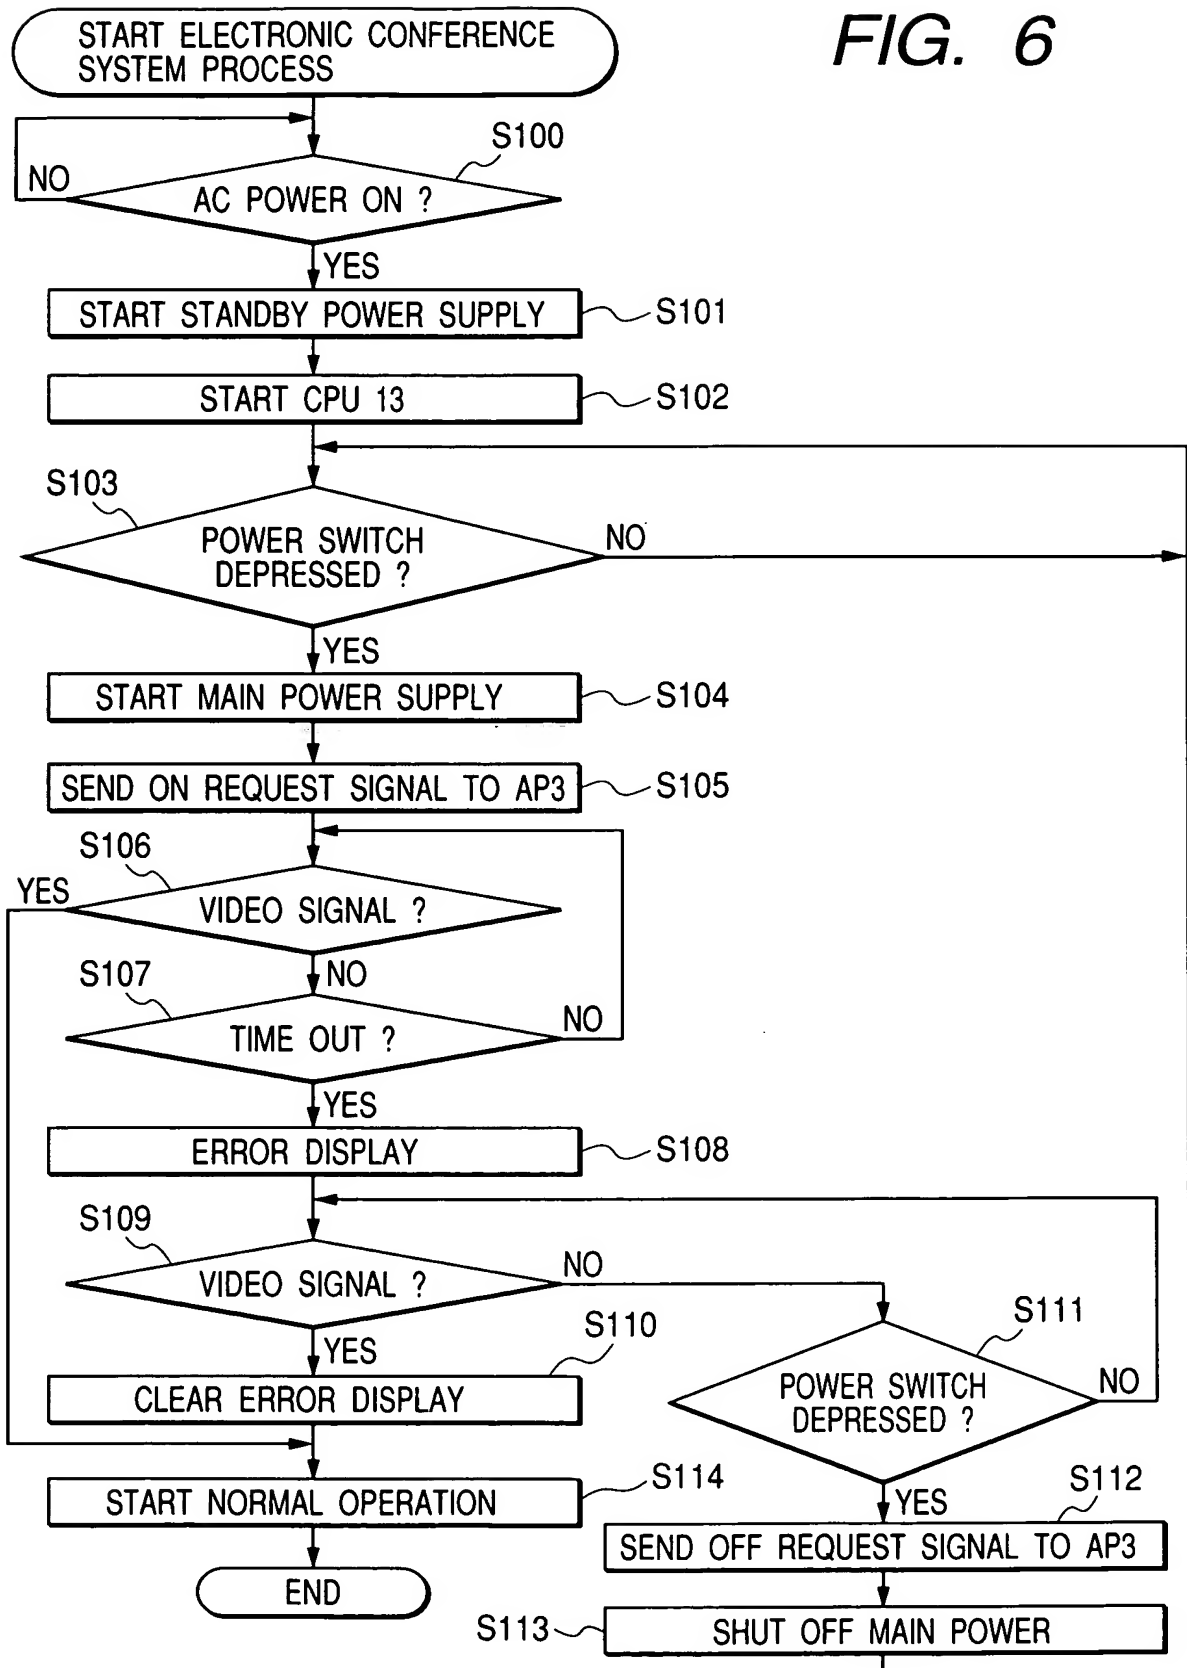 START ELECTRONIC CONFERENCE
SYSTEM PROCESS
FIG. 6
S100
NO
AC POWER ON ?
YES
START STANDBY POWER SUPPLY
S101
START CPU 13
S102
S103
POWER SWITCH
DEPRESSED ?
NO
YES
START MAIN POWER SUPPLY
S104
SEND ON REQUEST SIGNAL TO AP3
S105
S106
YES
VIDEO SIGNAL ?
NO
S107
TIME OUT ?
NO
YES
ERROR DISPLAY
S108
S109
VIDEO SIGNAL ?
NO
YES
S110
CLEAR ERROR DISPLAY
S111
POWER SWITCH
DEPRESSED ?
NO
YES
S114
START NORMAL OPERATION
END
S112
SEND OFF REQUEST SIGNAL TO AP3
S113
SHUT OFF MAIN POWER